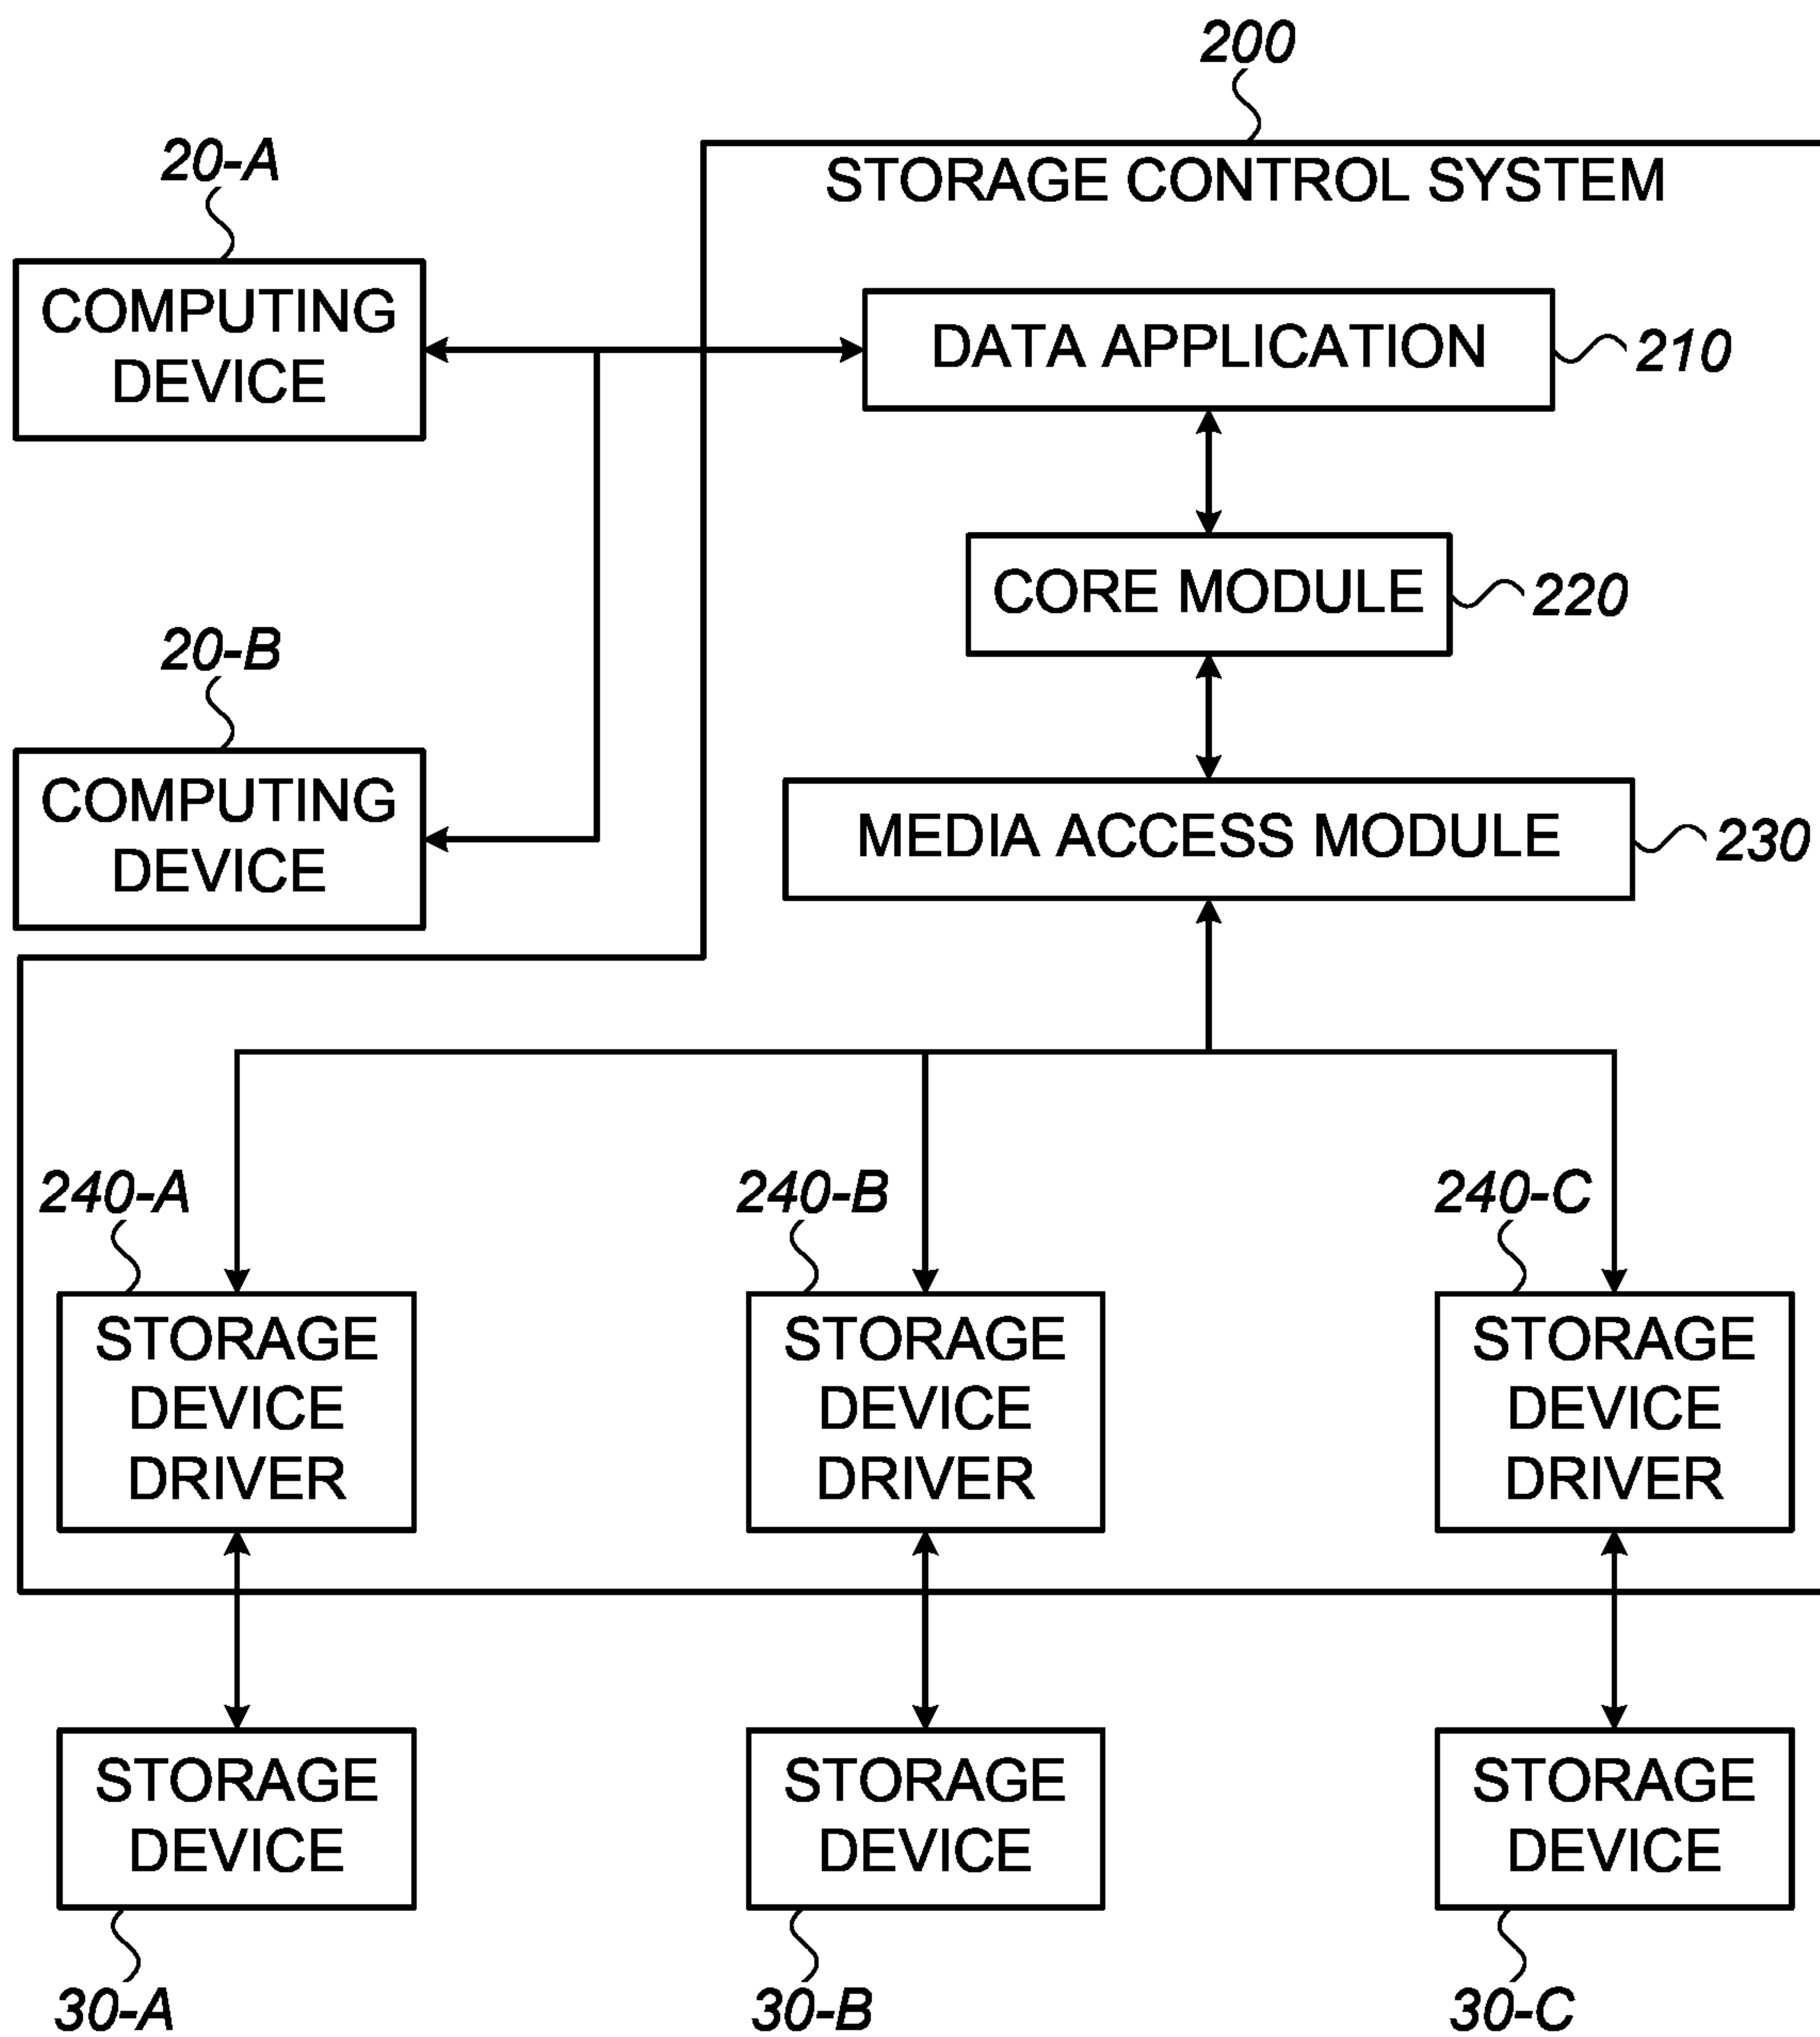 200
STORAGE CONTROL SYSTEM
20-A
COMPUTING
DEVICE
DATA APPLICATION
210
CORE MODULE
220
20-B
COMPUTING
DEVICE
MEDIA ACCESS MODULE
230
240-A
240-B
240-C
STORAGE
DEVICE
DRIVER
STORAGE
DEVICE
DRIVER
STORAGE
DEVICE
DRIVER
STORAGE
DEVICE
STORAGE
DEVICE
STORAGE
DEVICE
30-A
30-B
30-C